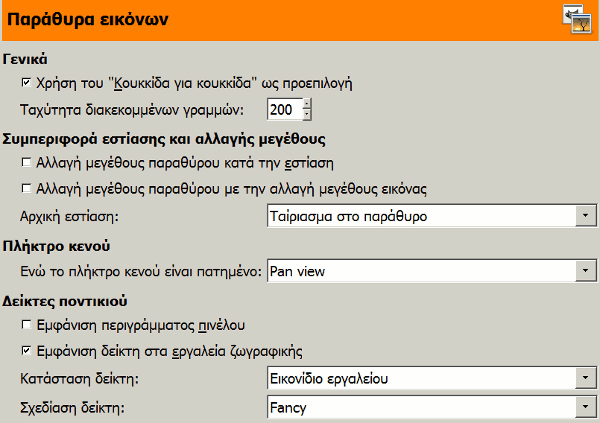 Παράθυρα εικόνων
Γενικά
Χρήση του "Κουκκίδα για κουκκίδα" ως προεπιλογή
Ταχύτητα διακεκομμένων γραμμών: 200
Συμπεριφορά εστίασης και αλλαγής μεγέθους
Αλλαγή μεγέθους παραθύρου κατά την εστίαση
Αλλαγή μεγέθους παραθύρου με την αλλαγή μεγέθους εικόνας
Αρχική εστίαση: Ταίριασμα στο παράθυρο
Πλήκτρο κενού
Ενώ το πλήκτρο κενού είναι πατημένο: Pan view
Δείκτες ποντικιού
Εμφάνιση περιγράμματος πινέλου
Εμφάνιση δείκτη στα εργαλεία ζωγραφικής
Κατάσταση δείκτη: Εικονίδιο εργαλείου
Σχεδίαση δείκτη: Fancy